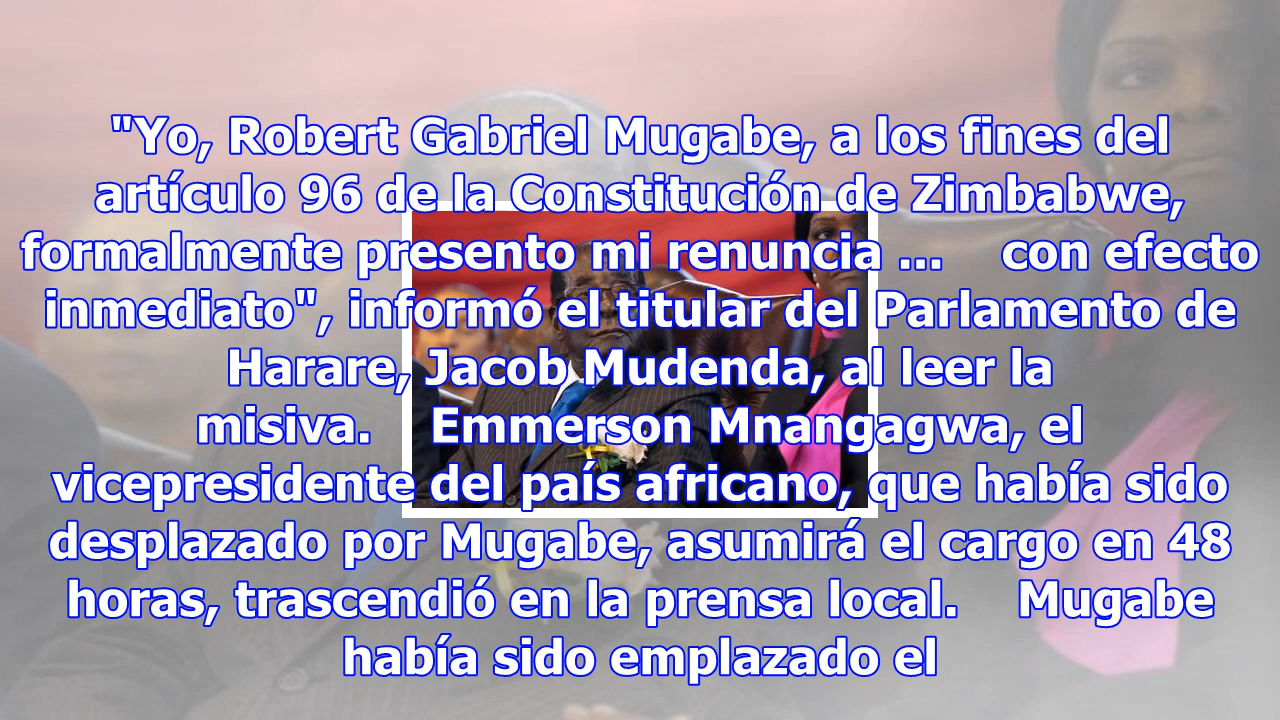 "Yo, Robert Gabriel Mugabe, a los fines del
artículo 96 de la Constitución de Zimbabwe,
formalmente presento mi renuncia ... con efecto
inmediato", informó el titular del Parlamento de
Harare, Jacob Mudenda, al leer la
misiva. Emmerson Mnangagwa, el
vicepresidente del país africano, que había sido
desplazado por Mugabe, asumirá el cargo en 48
horas, trascendió en la prensa local. Mugabe
había sido emplazado el